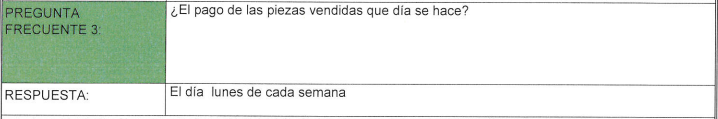 PREGUNTA
FRECUENTE 3:
¿El pago de las piezas vendidas que día se hace?
RESPUESTA:
El día lunes de cada semana